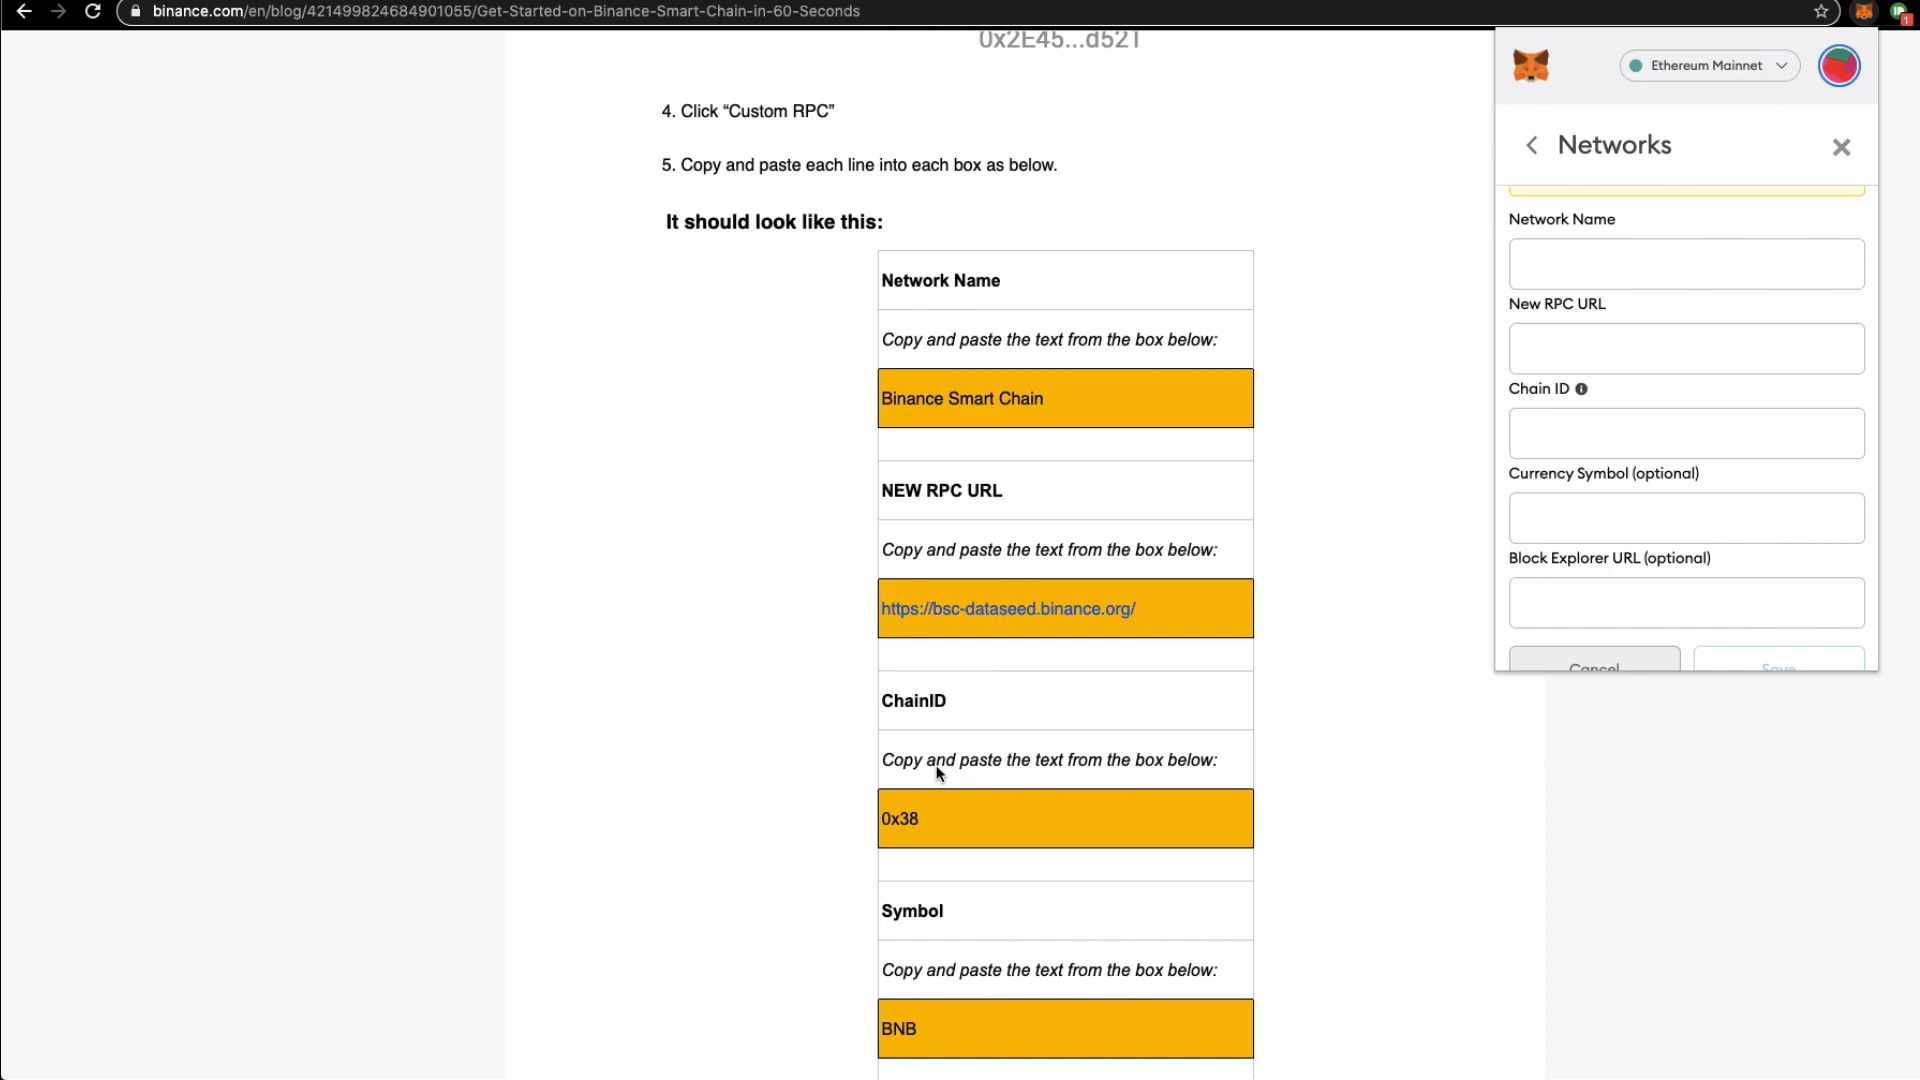 binance.com/en/blog/421499824684901055/Get-Started-on-Binance-Smart-Chain-in-60-Seconds
1
0x2E45...d521
4. Click “Custom RPC”
5. Copy and paste each line into each box as below.
It should look like this:
Network Name
Copy and paste the text from the box below:
Binance Smart Chain
NEW RPC URL
Copy and paste the text from the box below:
https://bsc-dataseed.binance.org/
ChainID
Copy and paste the text from the box below:
0x38
Symbol
Copy and paste the text from the box below:
BNB
Ethereum Mainnet
Networks
Network Name
New RPC URL
Chain ID
Currency Symbol (optional)
Block Explorer URL (optional)
Cancel
Save